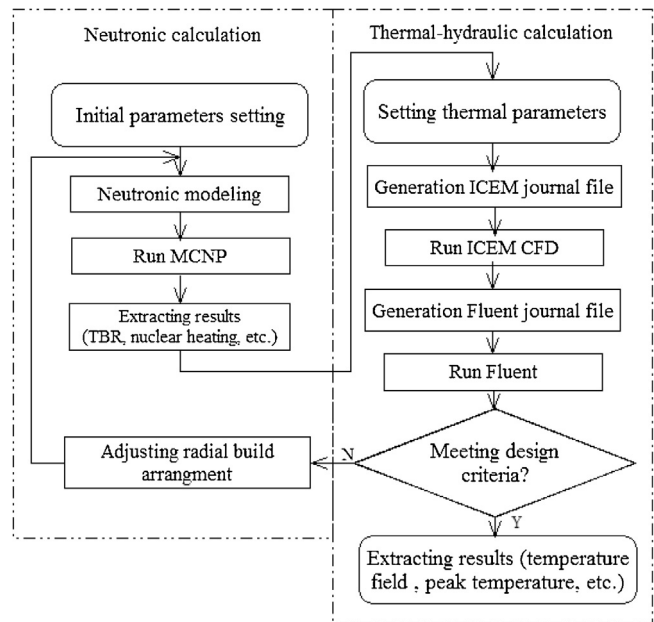 Neutronic calculation
Initial parameters setting
Neutronic modeling
Run MCNP
Extracting results
(TBR, nuclear heating, etc.)
Adjusting radial build
arrangment
Thermal-hydraulic calculation
Setting thermal parameters
Generation ICEM journal file
Run ICEM CFD
Generation Fluent journal file
Run Fluent
Meeting design
criteria?
N
Y
Extracting results (temperature
field , peak temperature, etc.)